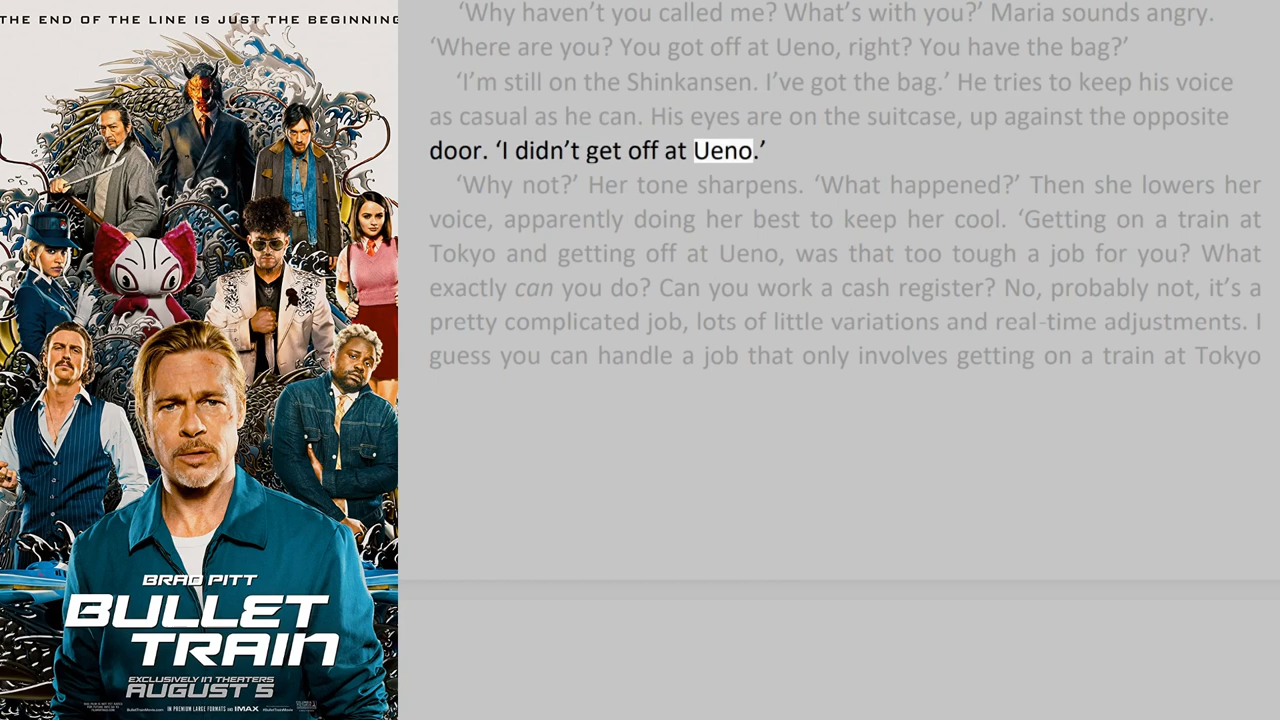 THE END OF THE LINE IS JUST THE BEGINNING
BRAD PITT
BULLET
TRAIN
EXCLUSIVELY IN THEATERS
AUGUST 5
BulletTrainMovie.com
IN PREMIUM LARGE FORMATS AND IMAX
#BulletTrainMovie
‘Why haven’t you called me? What’s with you?’ Maria sounds angry.
‘Where are you? You got off at Ueno, right? You have the bag?’
‘I’m still on the Shinkansen. I’ve got the bag.’ He tries to keep his voice
as casual as he can. His eyes are on the suitcase, up against the opposite
door. ‘I didn’t get off at Ueno.’
‘Why not?’ Her tone sharpens. ‘What happened?’ Then she lowers her
voice, apparently doing her best to keep her cool. ‘Getting on a train at
Tokyo and getting off at Ueno, was that too tough a job for you? What
exactly can you do? Can you work a cash register? No, probably not, it’s a
pretty complicated job, lots of little variations and real-time adjustments. I
guess you can handle a job that only involves getting on a train at Tokyo